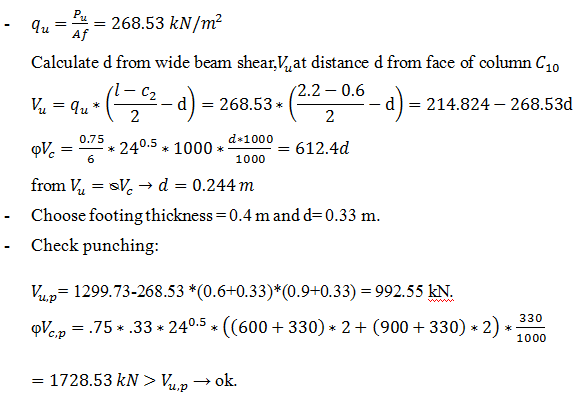 - q_u = P_u/Af = 268.53 kN/m²
Calculate d from wide beam shear,V_u at distance d from face of column C₁₀
V_u = q_u * ((l − c₂)/2 − d) = 268.53 * ((2.2 − 0.6)/2 − d) = 214.824 − 268.53d
φV_c = 0.75/6 * 24^0.5 * 1000 * (d*1000)/1000 = 612.4d
from V_u = ᴓV_c → d = 0.244 m
- Choose footing thickness = 0.4 m and d= 0.33 m.
- Check punching:
V_u,p= 1299.73-268.53 *(0.6+0.33)*(0.9+0.33) = 992.55 kN.
φV_c,p = .75 * .33 * 24^0.5 * ((600 + 330) * 2 + (900 + 330) * 2) * 330/1000
= 1728.53 kN > V_u,p → ok.